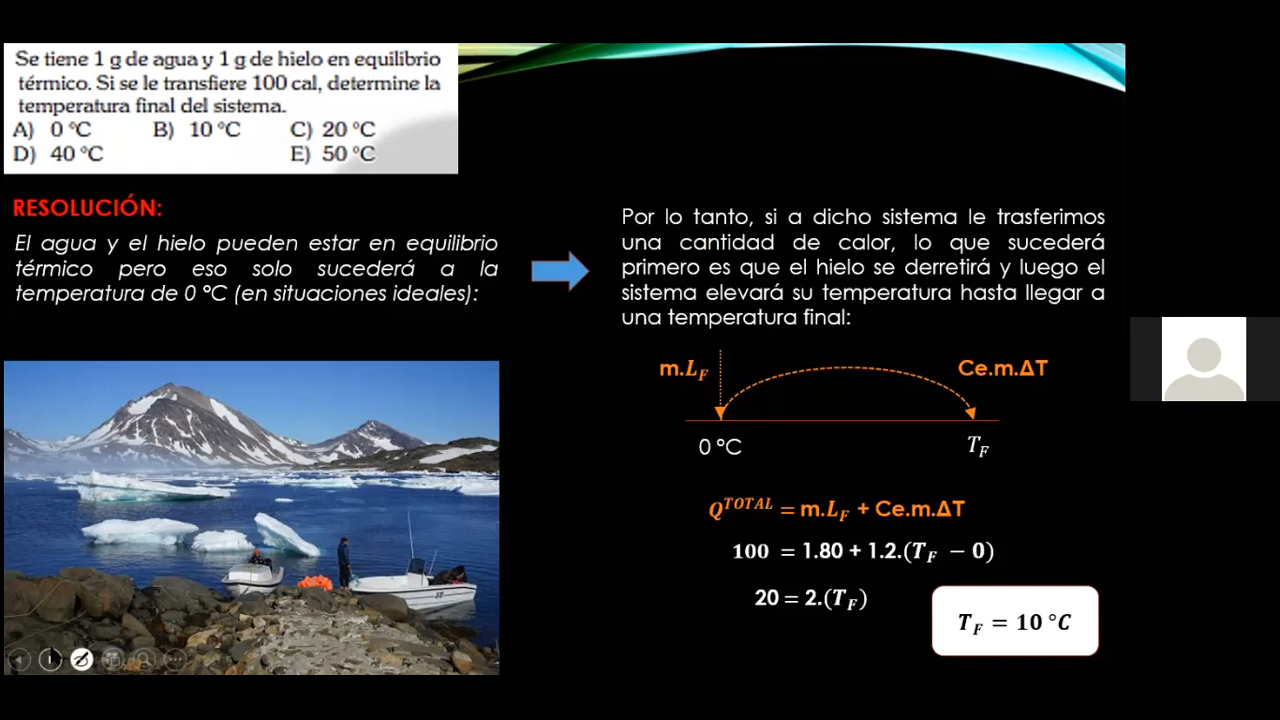 Se tiene 1 g de agua y 1 g de hielo en equilibrio
térmico. Si se le transfiere 100 cal, determine la
temperatura final del sistema.
A) 0 °C B) 10 °C C) 20 °C
D) 40 °C E) 50 °C
RESOLUCIÓN:
El agua y el hielo pueden estar en equilibrio
térmico pero eso solo sucederá a la
temperatura de 0 °C (en situaciones ideales):
Por lo tanto, si a dicho sistema le trasferimos
una cantidad de calor, lo que sucederá
primero es que el hielo se derretirá y luego el
sistema elevará su temperatura hasta llegar a
una temperatura final:
m.L_F Ce.m.ΔT
0 °C T_F
Q^TOTAL = m.L_F + Ce.m.ΔT
100 = 1.80 + 1.2.(T_F − 0)
20 = 2.(T_F)
T_F = 10 °C